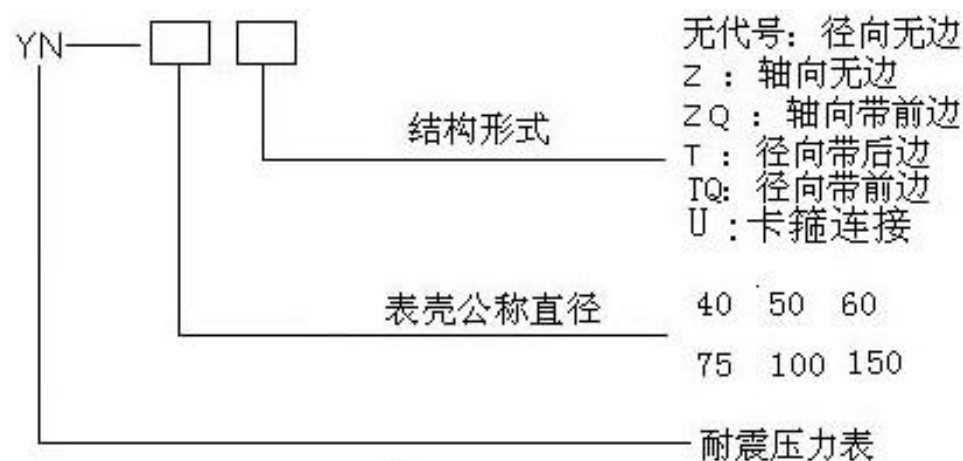 YN
无代号：径向无边
Z：轴向无边
ZQ：轴向带前边
结构形式
T：径向带后边
TQ：径向带前边
U：卡箍连接
表壳公称直径
40 50 60
75 100 150
耐震压力表